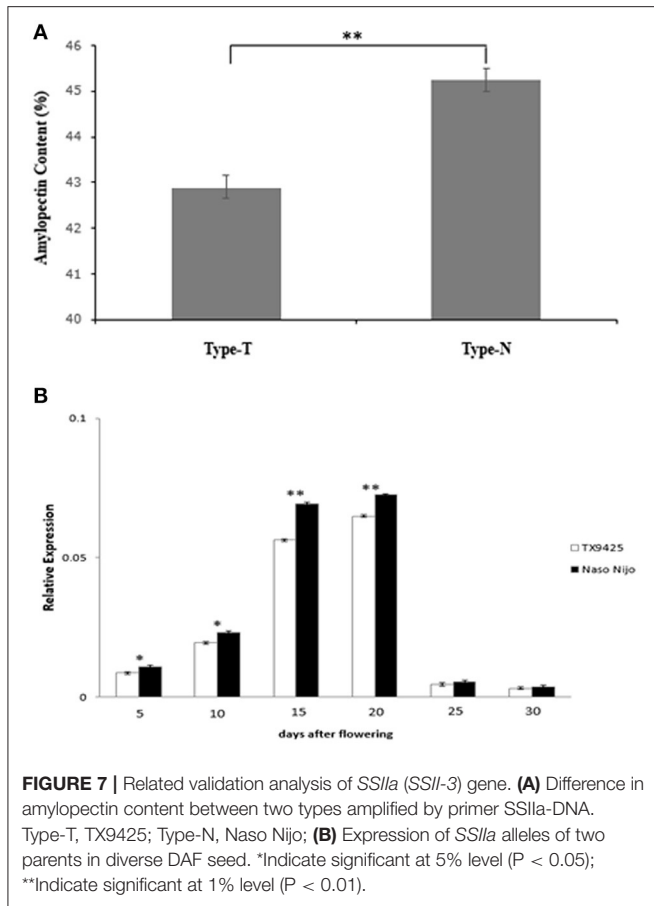 A
**
46
45
44
43
42
41
40
Amylopectin Content (%)
Type-T
Type-N
B
0.1
0.05
0
Relative Expression
*
*
**
**
TX9425
Naso Nijo
5
10
15
20
25
30
days after flowering
FIGURE 7 | Related validation analysis of SSIIa (SSII-3) gene. (A) Difference in
amylopectin content between two types amplified by primer SSIIa-DNA.
Type-T, TX9425; Type-N, Naso Nijo; (B) Expression of SSIIa alleles of two
parents in diverse DAF seed. *Indicate significant at 5% level (P < 0.05);
**Indicate significant at 1% level (P < 0.01).